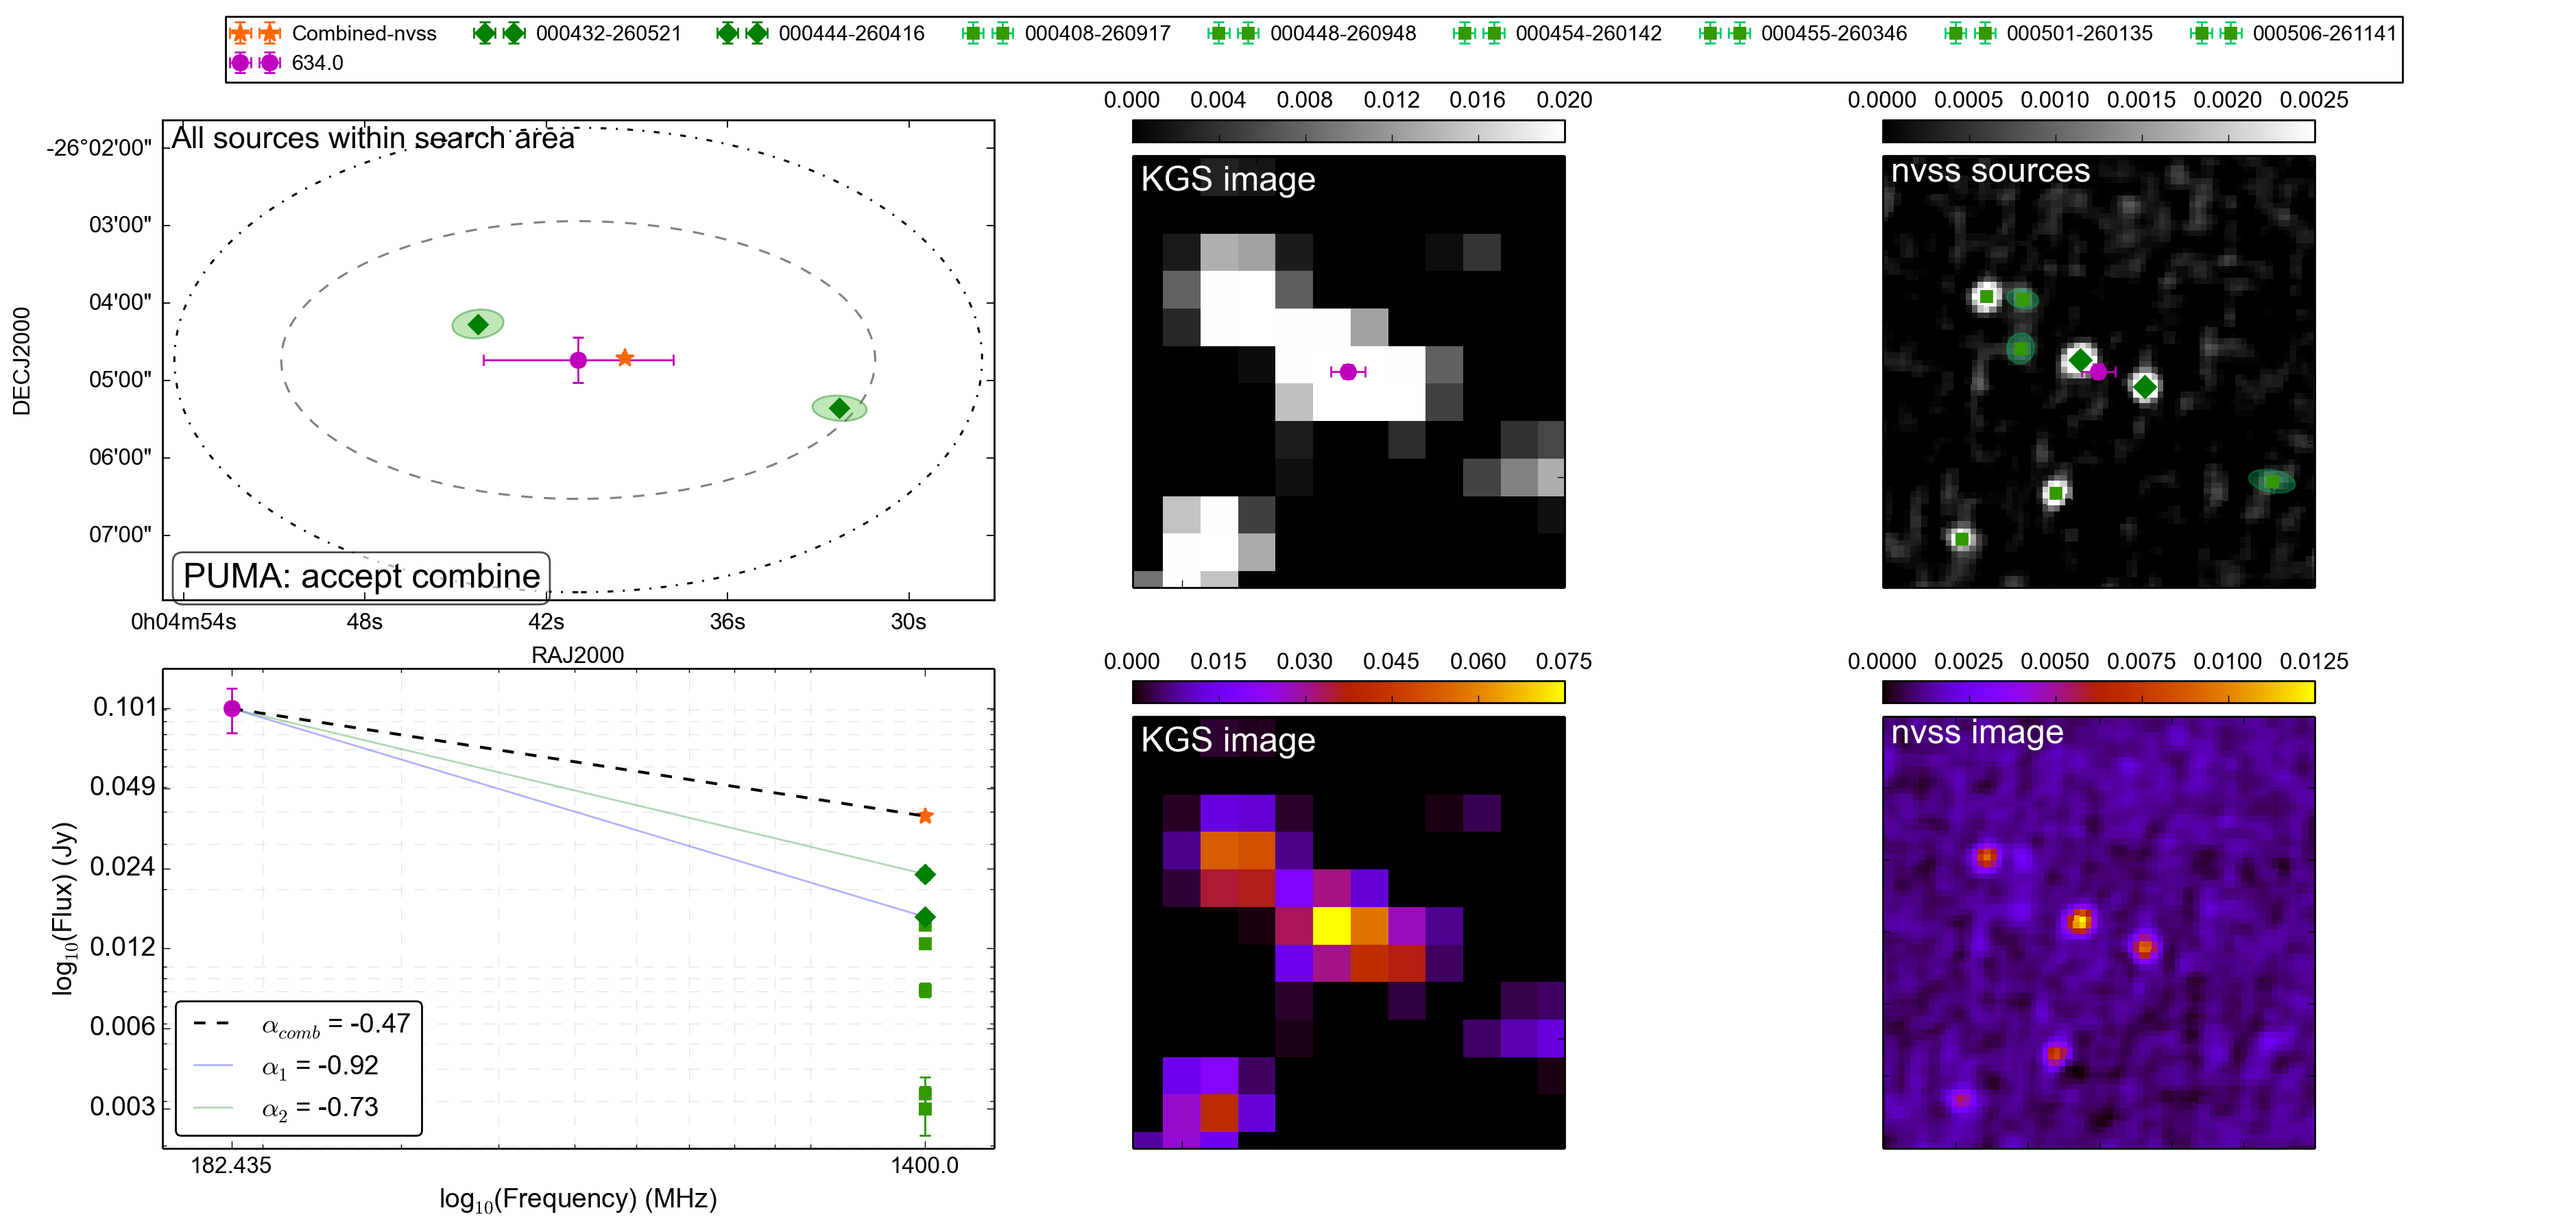 Combined-nvss 000432-260521 000444-260416 000408-260917 000448-260948 000454-260142 000455-260346 000501-260135 000506-261141
634.0
All sources within search area
-26°02'00"
03'00"
04'00"
05'00"
06'00"
07'00"
DECJ2000
PUMA: accept combine
0h04m54s 48s 42s 36s 30s
RAJ2000
0.000 0.004 0.008 0.012 0.016 0.020
KGS image
0.0000 0.0005 0.0010 0.0015 0.0020 0.0025
nvss sources
0.101
0.049
0.024
0.012
0.006
0.003
log₁₀(Flux) (Jy)
α_comb = -0.47
α₁ = -0.92
α₂ = -0.73
182.435 1400.0
log₁₀(Frequency) (MHz)
0.000 0.015 0.030 0.045 0.060 0.075
KGS image
0.0000 0.0025 0.0050 0.0075 0.0100 0.0125
nvss image